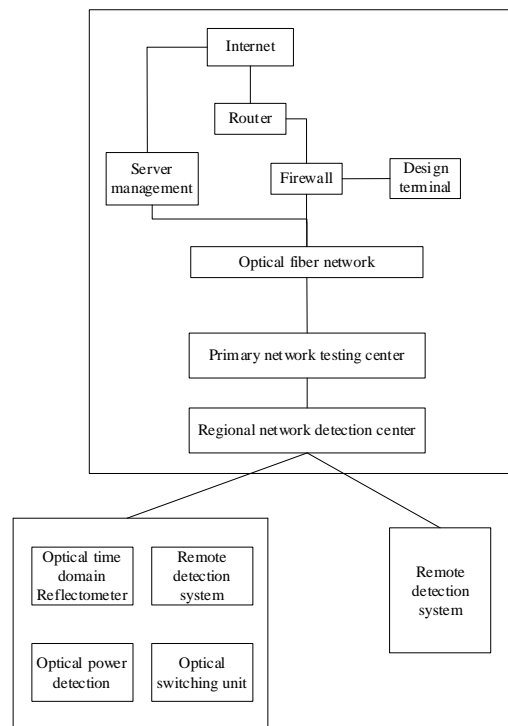 Internet
Router
Server
management
Firewall
Design
terminal
Optical fiber network
Primary network testing center
Regional network detection center
Optical time
domain
Reflectometer
Remote
detection
system
Optical power
detection
Optical
switching unit
Remote
detection
system